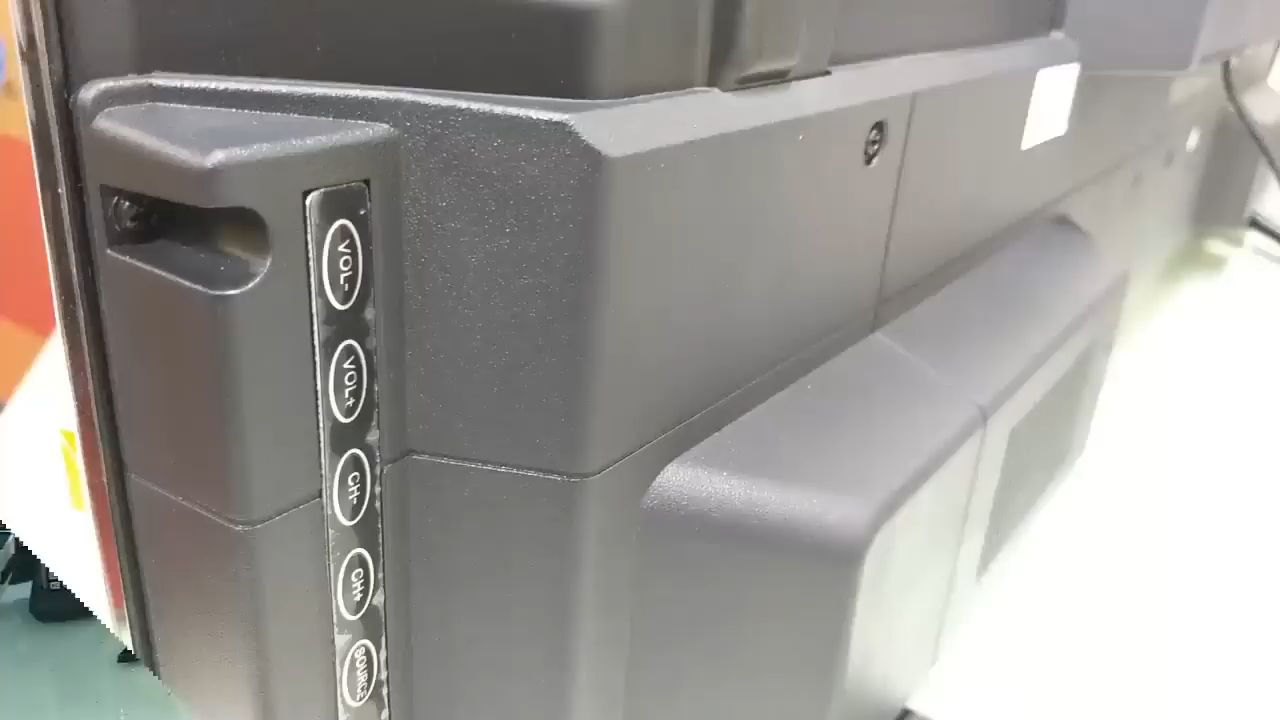 VOL-
VOL+
CH-
CH+
SOURCE